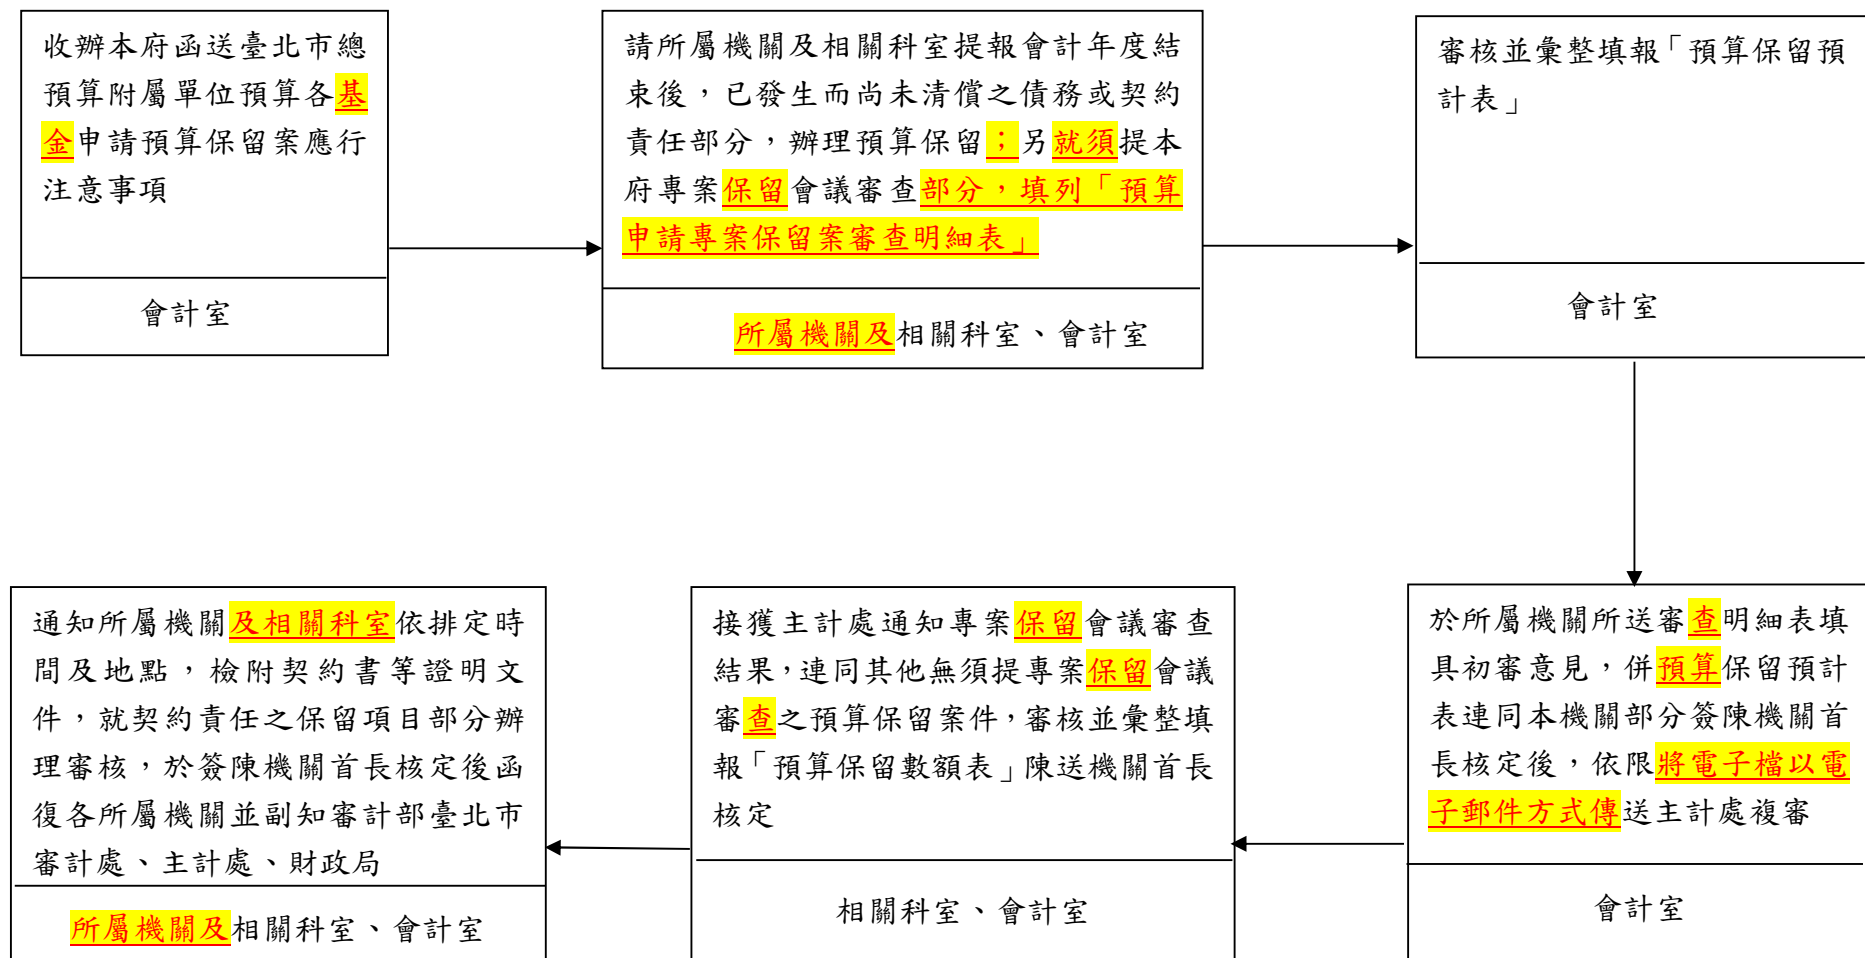 收辦本府函送臺北市總
預算附屬單位預算各基
金申請預算保留案應行
注意事項
會計室
請所屬機關及相關科室提報會計年度結
束後，已發生而尚未清償之債務或契約
責任部分，辦理預算保留；另就須提本
府專案保留會議審查部分，填列「預算
申請專案保留案審查明細表」
所屬機關及相關科室、會計室
審核並彙整填報「預算保留預
計表」
會計室
於所屬機關所送審查明細表填
具初審意見，併預算保留預計
表連同本機關部分簽陳機關首
長核定後，依限將電子檔以電
子郵件方式傳送主計處複審
會計室
接獲主計處通知專案保留會議審查
結果，連同其他無須提專案保留會議
審查之預算保留案件，審核並彙整填
報「預算保留數額表」陳送機關首長
核定
相關科室、會計室
通知所屬機關及相關科室依排定時
間及地點，檢附契約書等證明文
件，就契約責任之保留項目部分辦
理審核，於簽陳機關首長核定後函
復各所屬機關並副知審計部臺北市
審計處、主計處、財政局
所屬機關及相關科室、會計室